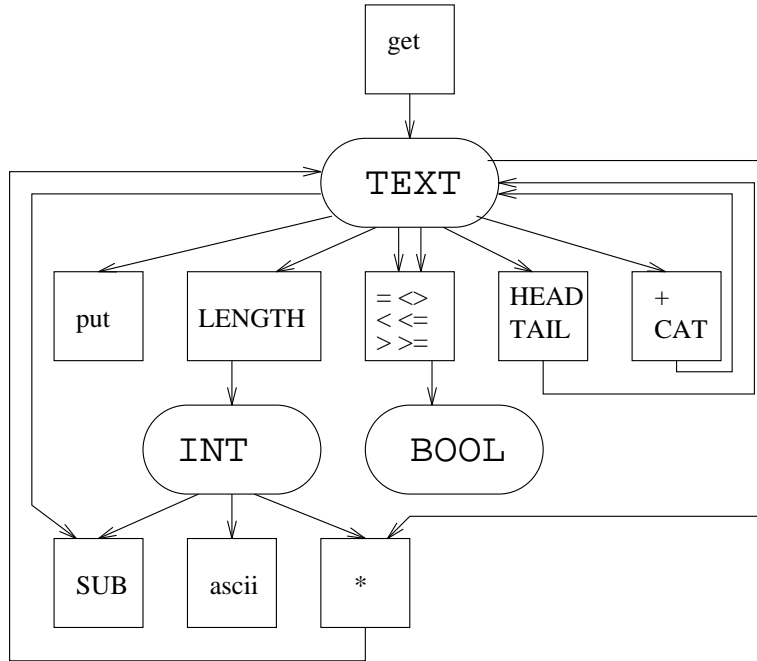 get
TEXT
put
LENGTH
= <>
< <=
> >=
HEAD
TAIL
+
CAT
INT
BOOL
SUB
ascii
*